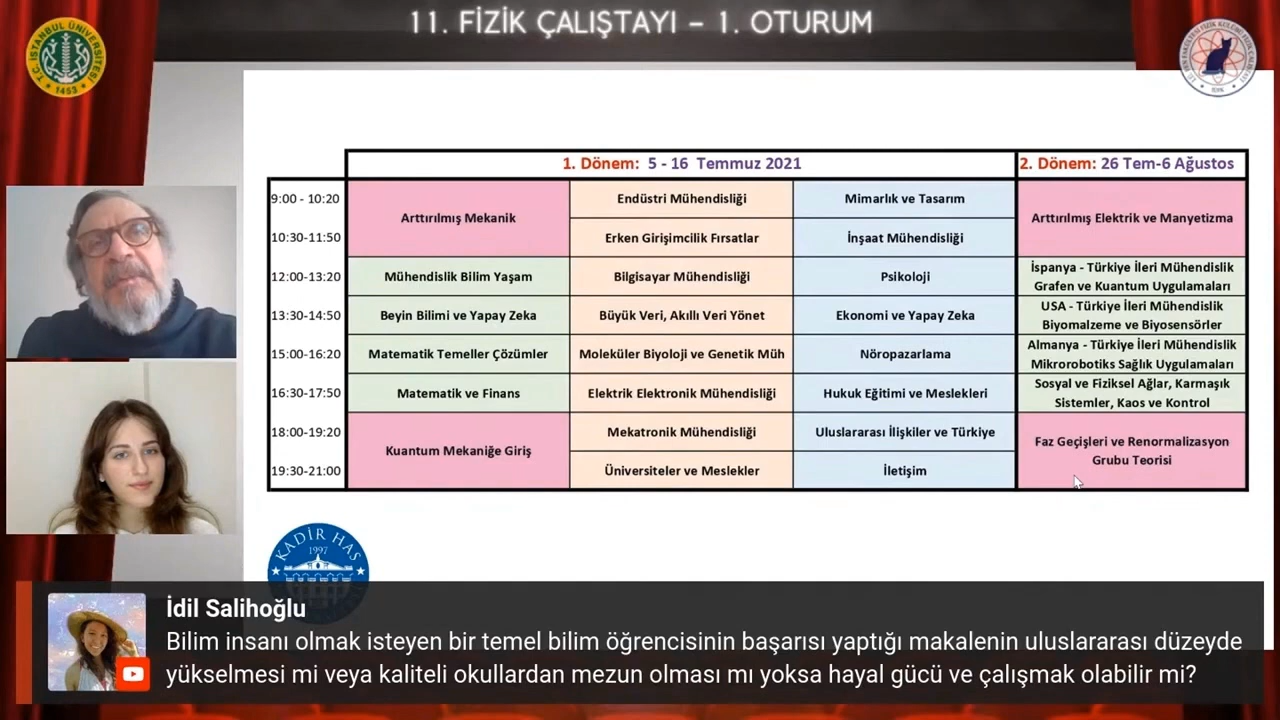 11. FİZİK ÇALIŞTAYI – 1. OTURUM
T.C. İSTANBUL ÜNİVERSİTESİ
1453
1. Dönem: 5 - 16 Temmuz 2021
2. Dönem: 26 Tem-6 Ağustos
9:00 - 10:20
Arttırılmış Mekanik
Endüstri Mühendisliği
Mimarlık ve Tasarım
Arttırılmış Elektrik ve Manyetizma
10:30-11:50
Erken Girişimcilik Fırsatlar
İnşaat Mühendisliği
12:00-13:20
Mühendislik Bilim Yaşam
Bilgisayar Mühendisliği
Psikoloji
İspanya - Türkiye İleri Mühendislik
Grafen ve Kuantum Uygulamaları
13:30-14:50
Beyin Bilimi ve Yapay Zeka
Büyük Veri, Akıllı Veri Yönet
Ekonomi ve Yapay Zeka
USA - Türkiye İleri Mühendislik
Biyomalzeme ve Biyosensörler
15:00-16:20
Matematik Temeller Çözümler
Moleküler Biyoloji ve Genetik Müh
Nöropazarlama
Almanya - Türkiye İleri Mühendislik
Mikrorobotiks Sağlık Uygulamaları
16:30-17:50
Matematik ve Finans
Elektrik Elektronik Mühendisliği
Hukuk Eğitimi ve Meslekleri
Sosyal ve Fiziksel Ağlar, Karmaşık
Sistemler, Kaos ve Kontrol
18:00-19:20
Kuantum Mekaniğe Giriş
Mekatronik Mühendisliği
Uluslararası İlişkiler ve Türkiye
Faz Geçişleri ve Renormalizasyon
Grubu Teorisi
19:30-21:00
Üniversiteler ve Meslekler
İletişim
KADİR HAS
1997
İdil Salihoğlu
Bilim insanı olmak isteyen bir temel bilim öğrencisinin başarısı yaptığı makalenin uluslararası düzeyde
yükselmesi mi veya kaliteli okullardan mezun olması mı yoksa hayal gücü ve çalışmak olabilir mi?